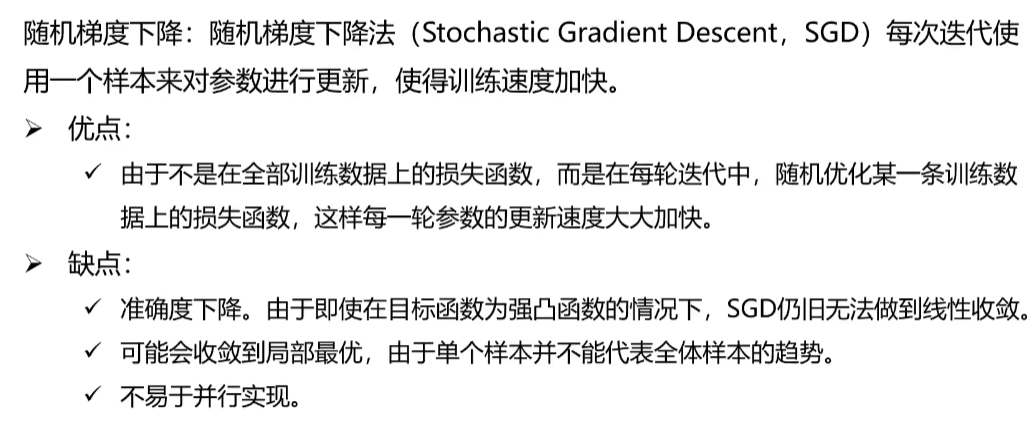 随机梯度下降：随机梯度下降法（Stochastic Gradient Descent，SGD）每次迭代使
用一个样本来对参数进行更新，使得训练速度加快。
➢ 优点：
✓ 由于不是在全部训练数据上的损失函数，而是在每轮迭代中，随机优化某一条训练数
据上的损失函数，这样每一轮参数的更新速度大大加快。
➢ 缺点：
✓ 准确度下降。由于即使在目标函数为强凸函数的情况下，SGD仍旧无法做到线性收敛。
✓ 可能会收敛到局部最优，由于单个样本并不能代表全体样本的趋势。
✓ 不易于并行实现。